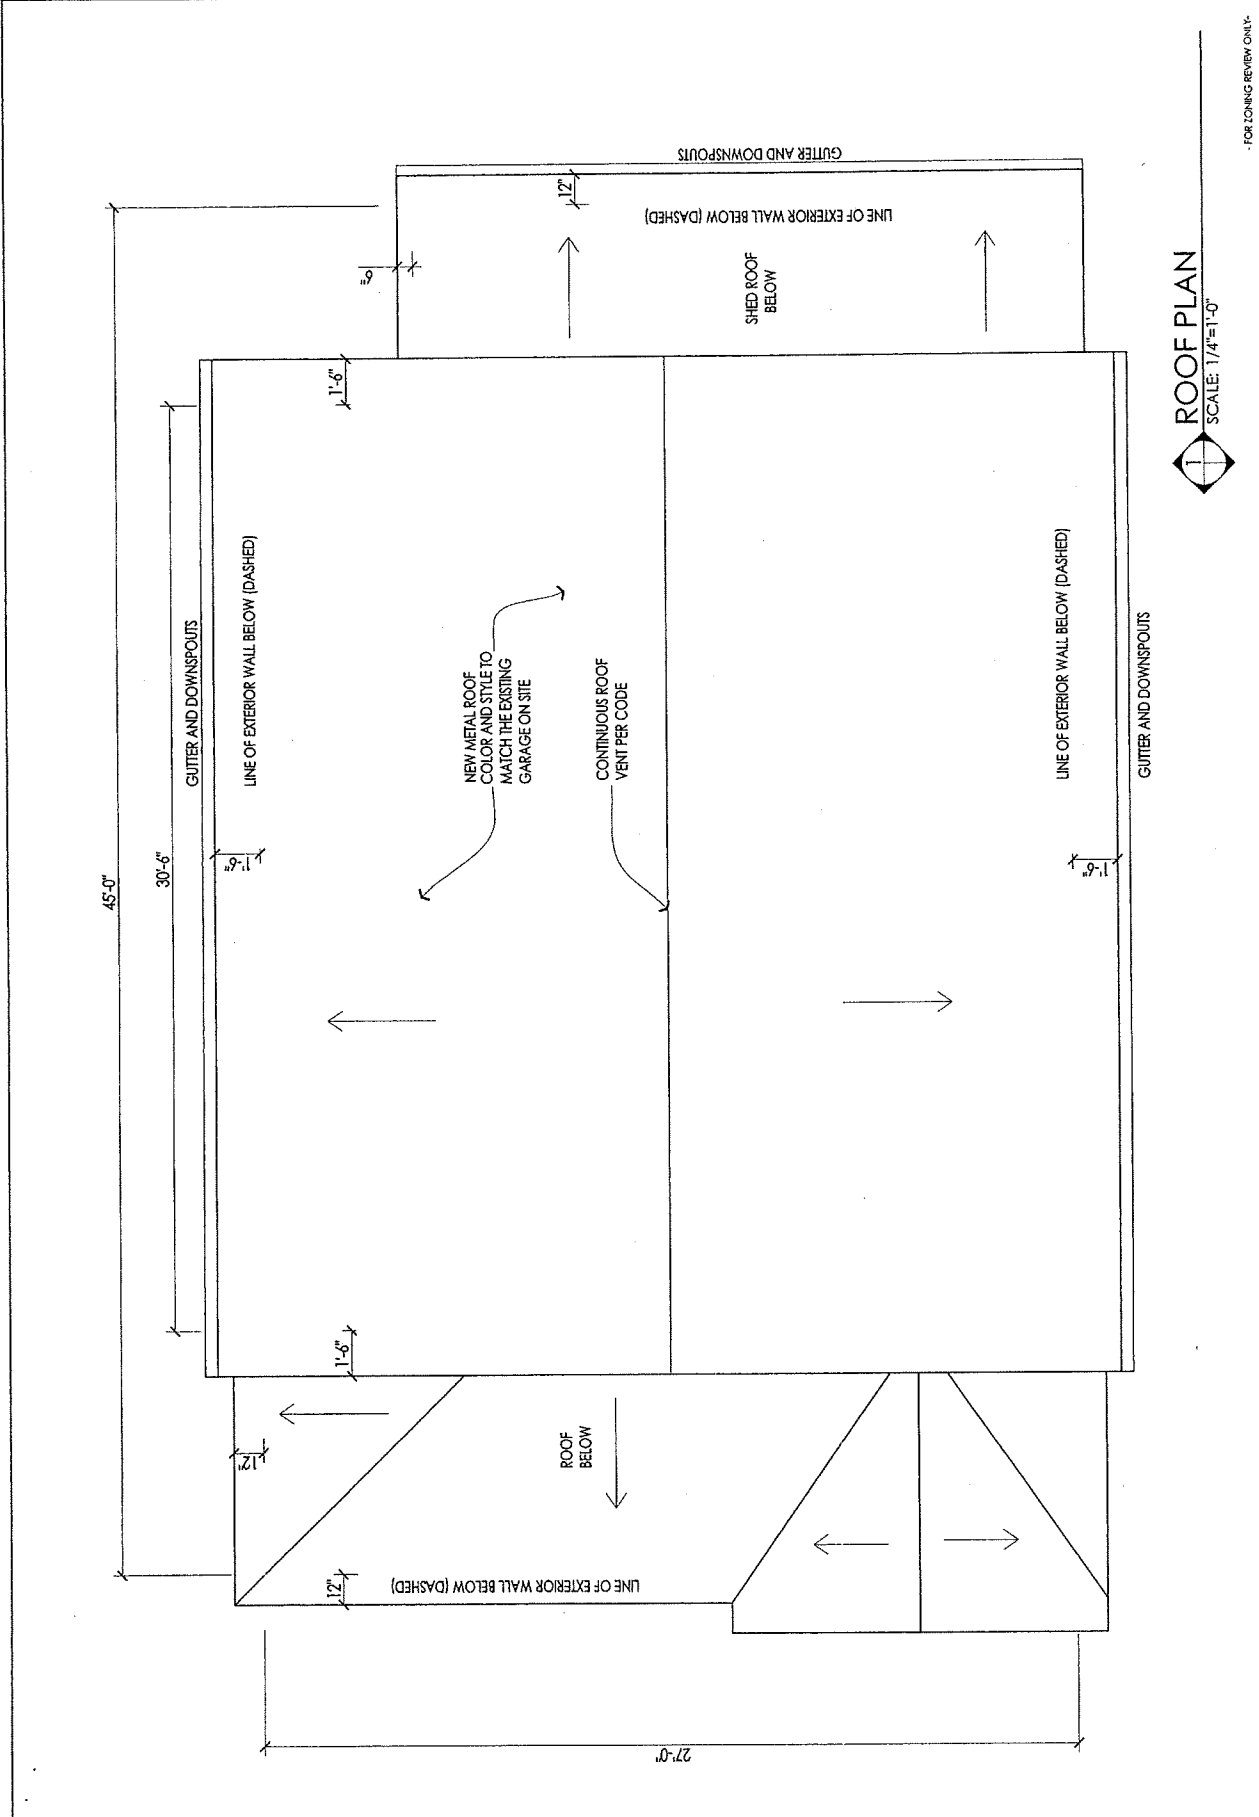 45'-0"
30'-6"
GUTTER AND DOWNSPOUTS
LINE OF EXTERIOR WALL BELOW (DASHED)
1'-6"
1'-6"
1'-6"
6"
12"
GUTTER AND DOWNSPOUTS
LINE OF EXTERIOR WALL BELOW (DASHED)
SHED ROOF
BELOW
NEW METAL ROOF
COLOR AND STYLE TO
MATCH THE EXISTING
GARAGE ON SITE
CONTINUOUS ROOF
VENT PER CODE
12"
12"
ROOF
BELOW
LINE OF EXTERIOR WALL BELOW (DASHED)
27'-0"
1'-6"
LINE OF EXTERIOR WALL BELOW (DASHED)
GUTTER AND DOWNSPOUTS
1
ROOF PLAN
SCALE: 1/4"=1'-0"
- FOR ZONING REVIEW ONLY-